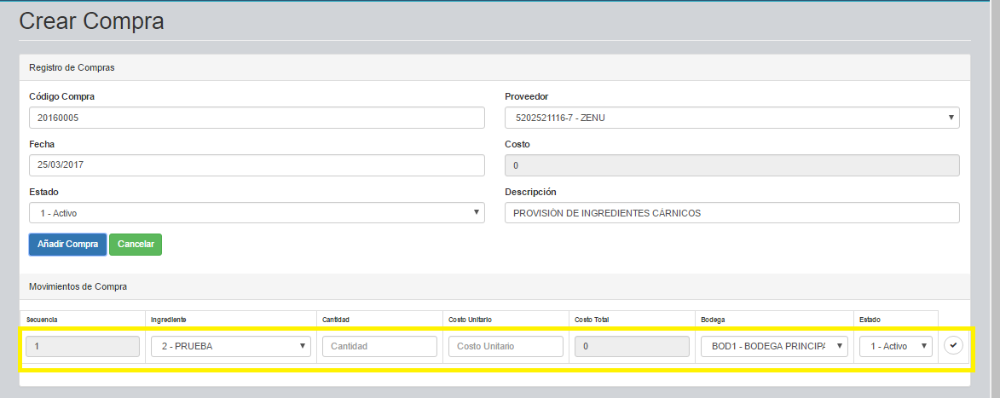 Crear Compra
Registro de Compras
Código Compra
Proveedor
20160005
5202521116-7 - ZENU
Fecha
Costo
25/03/2017
0
Estado
Descripción
1 - Activo
PROVISIÓN DE INGREDIENTES CÁRNICOS
Añadir Compra Cancelar
Movimientos de Compra
Secuencia Ingrediente Cantidad Costo Unitario Costo Total Bodega Estado
1 2 - PRUEBA Cantidad Costo Unitario 0 BOD1 - BODEGA PRINCIPA 1 - Activo